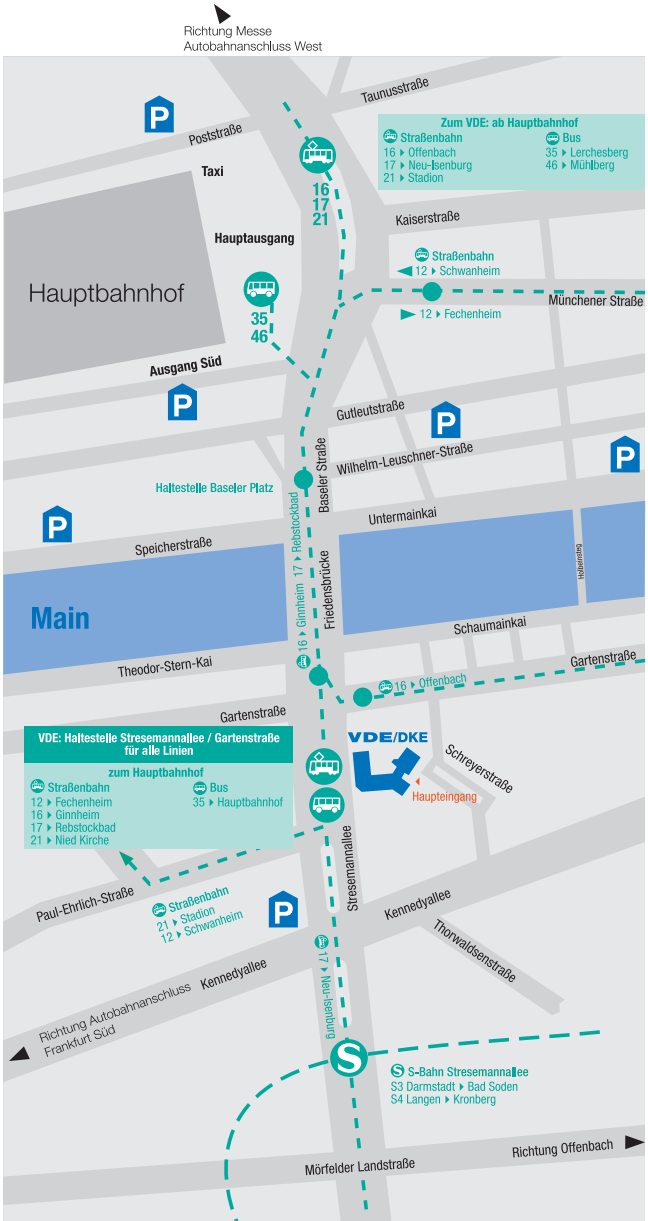 Richtung Messe
Autobahnanschluss West
Taunusstraße
P
Poststraße
Zum VDE: ab Hauptbahnhof
Straßenbahn
16 ▸ Offenbach
17 ▸ Neu-Isenburg
21 ▸ Stadion
Bus
35 ▸ Lerchesberg
46 ▸ Mühlberg
Taxi
16
17
21
Kaiserstraße
Hauptausgang
Straßenbahn
12 ▸ Schwanheim
Hauptbahnhof
Münchener Straße
12 ▸ Fechenheim
35
46
Ausgang Süd
P
Gutleutstraße
P
P
Baseler Straße
Wilhelm-Leuschner-Straße
Haltestelle Baseler Platz
P
Untermainkai
Speicherstraße
16 ▸ Ginnheim 17 ▸ Rebstockbad
Friedensbrücke
Holbeinsteg
Main
Schaumainkai
Theodor-Stern-Kai
Gartenstraße
16 ▸ Offenbach
Gartenstraße
VDE: Haltestelle Stresemannallee / Gartenstraße
für alle Linien
zum Hauptbahnhof
Straßenbahn
12 ▸ Fechenheim
16 ▸ Ginnheim
17 ▸ Rebstockbad
21 ▸ Nied Kirche
Bus
35 ▸ Hauptbahnhof
VDE/DKE
Schreyerstraße
Haupteingang
Stresemannallee
Paul-Ehrlich-Straße
Straßenbahn
21 ▸ Stadion
12 ▸ Schwanheim
P
Kennedyallee
Thorwaldsenstraße
17 ▸ Neu-Isenburg
Kennedyallee
Richtung Autobahnanschluss
Frankfurt Süd
S
S S-Bahn Stresemannallee
S3 Darmstadt ▸ Bad Soden
S4 Langen ▸ Kronberg
Richtung Offenbach
Mörfelder Landstraße